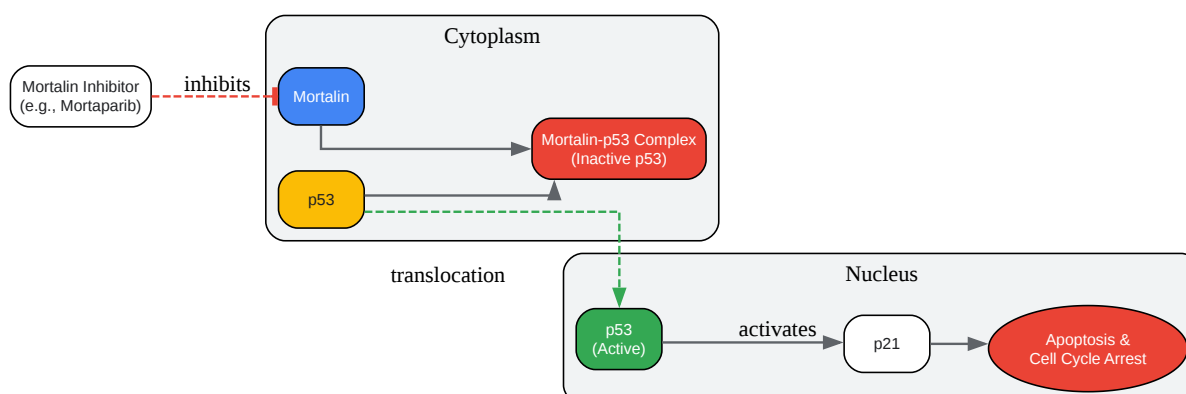 Cytoplasm
Mortalin Inhibitor
(e.g., Mortaparib)
inhibits
Mortalin
Mortalin-p53 Complex
(Inactive p53)
p53
translocation
Nucleus
p53
(Active)
activates
p21
Apoptosis &
Cell Cycle Arrest